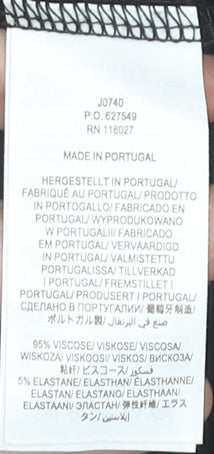 J0740
P.O. 627549
RN 116027
MADE IN PORTUGAL
HERGESTELLT IN PORTUGAL/
FABRIQUÉ AU PORTUGAL/ PRODOTTO
IN PORTOGALLO/ FABRICADO EN
PORTUGAL/ WYPRODUKOWANO
W PORTUGALII/ FABRICADO
EM PORTUGAL/ VERVAARDIGD
IN PORTUGAL/ VALMISTETTU
PORTUGALISSA/ TILLVERKAD
I PORTUGAL/ FREMSTILLET I
PORTUGAL/ PRODUSERT I PORTUGAL/
СДЕЛАНО В ПОРТУГАЛИИ/ 葡萄牙制造/
ポルトガル製/ صنع في البرتغال
95% VISCOSE/ VISKOSE/ VISCOSA/
WISKOZA/ VISKOOSI/ VISKOS/ ВИСКОЗА/
粘纤/ ビスコース/ فسكوز
5% ELASTANE/ ELASTHAN/ ÉLASTHANNE/
ELASTAN/ ELASTANO/ ELASTHAAN/
ELASTAANI/ ЭЛАСТАН/ 弹性纤维/ エラス
タン/ إيلاستين